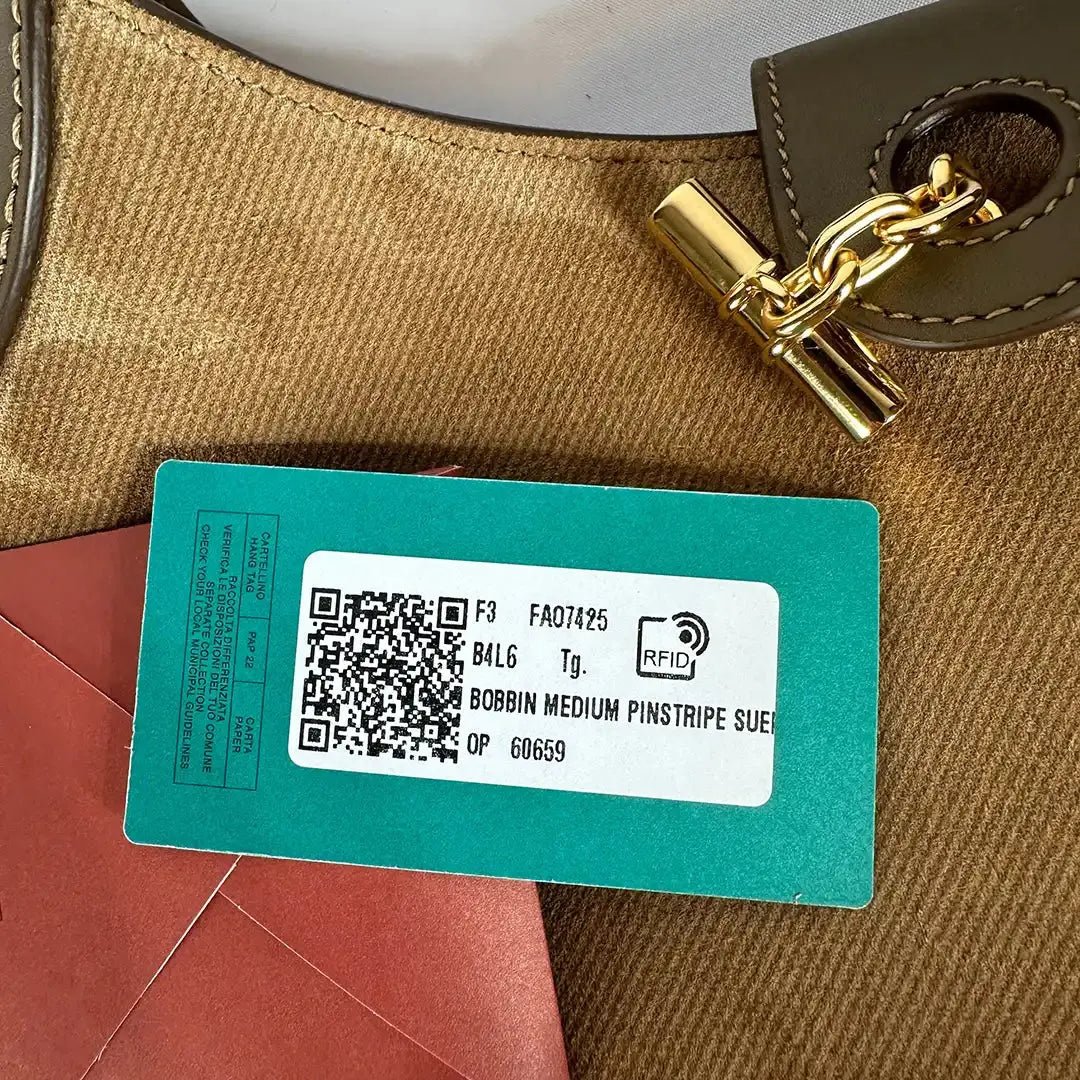 CARTELLINO
HANG TAG
PAP 22
CARTA
PAPER
RACCOLTA DIFFERENZIATA
VERIFICA LE DISPOSIZIONI DEL TUO COMUNE
SEPARATE COLLECTION
CHECK YOUR LOCAL MUNICIPAL GUIDELINES
F3 FA07425
B4L6 Tg.
RFID
BOBBIN MEDIUM PINSTRIPE SUE
OP 60659